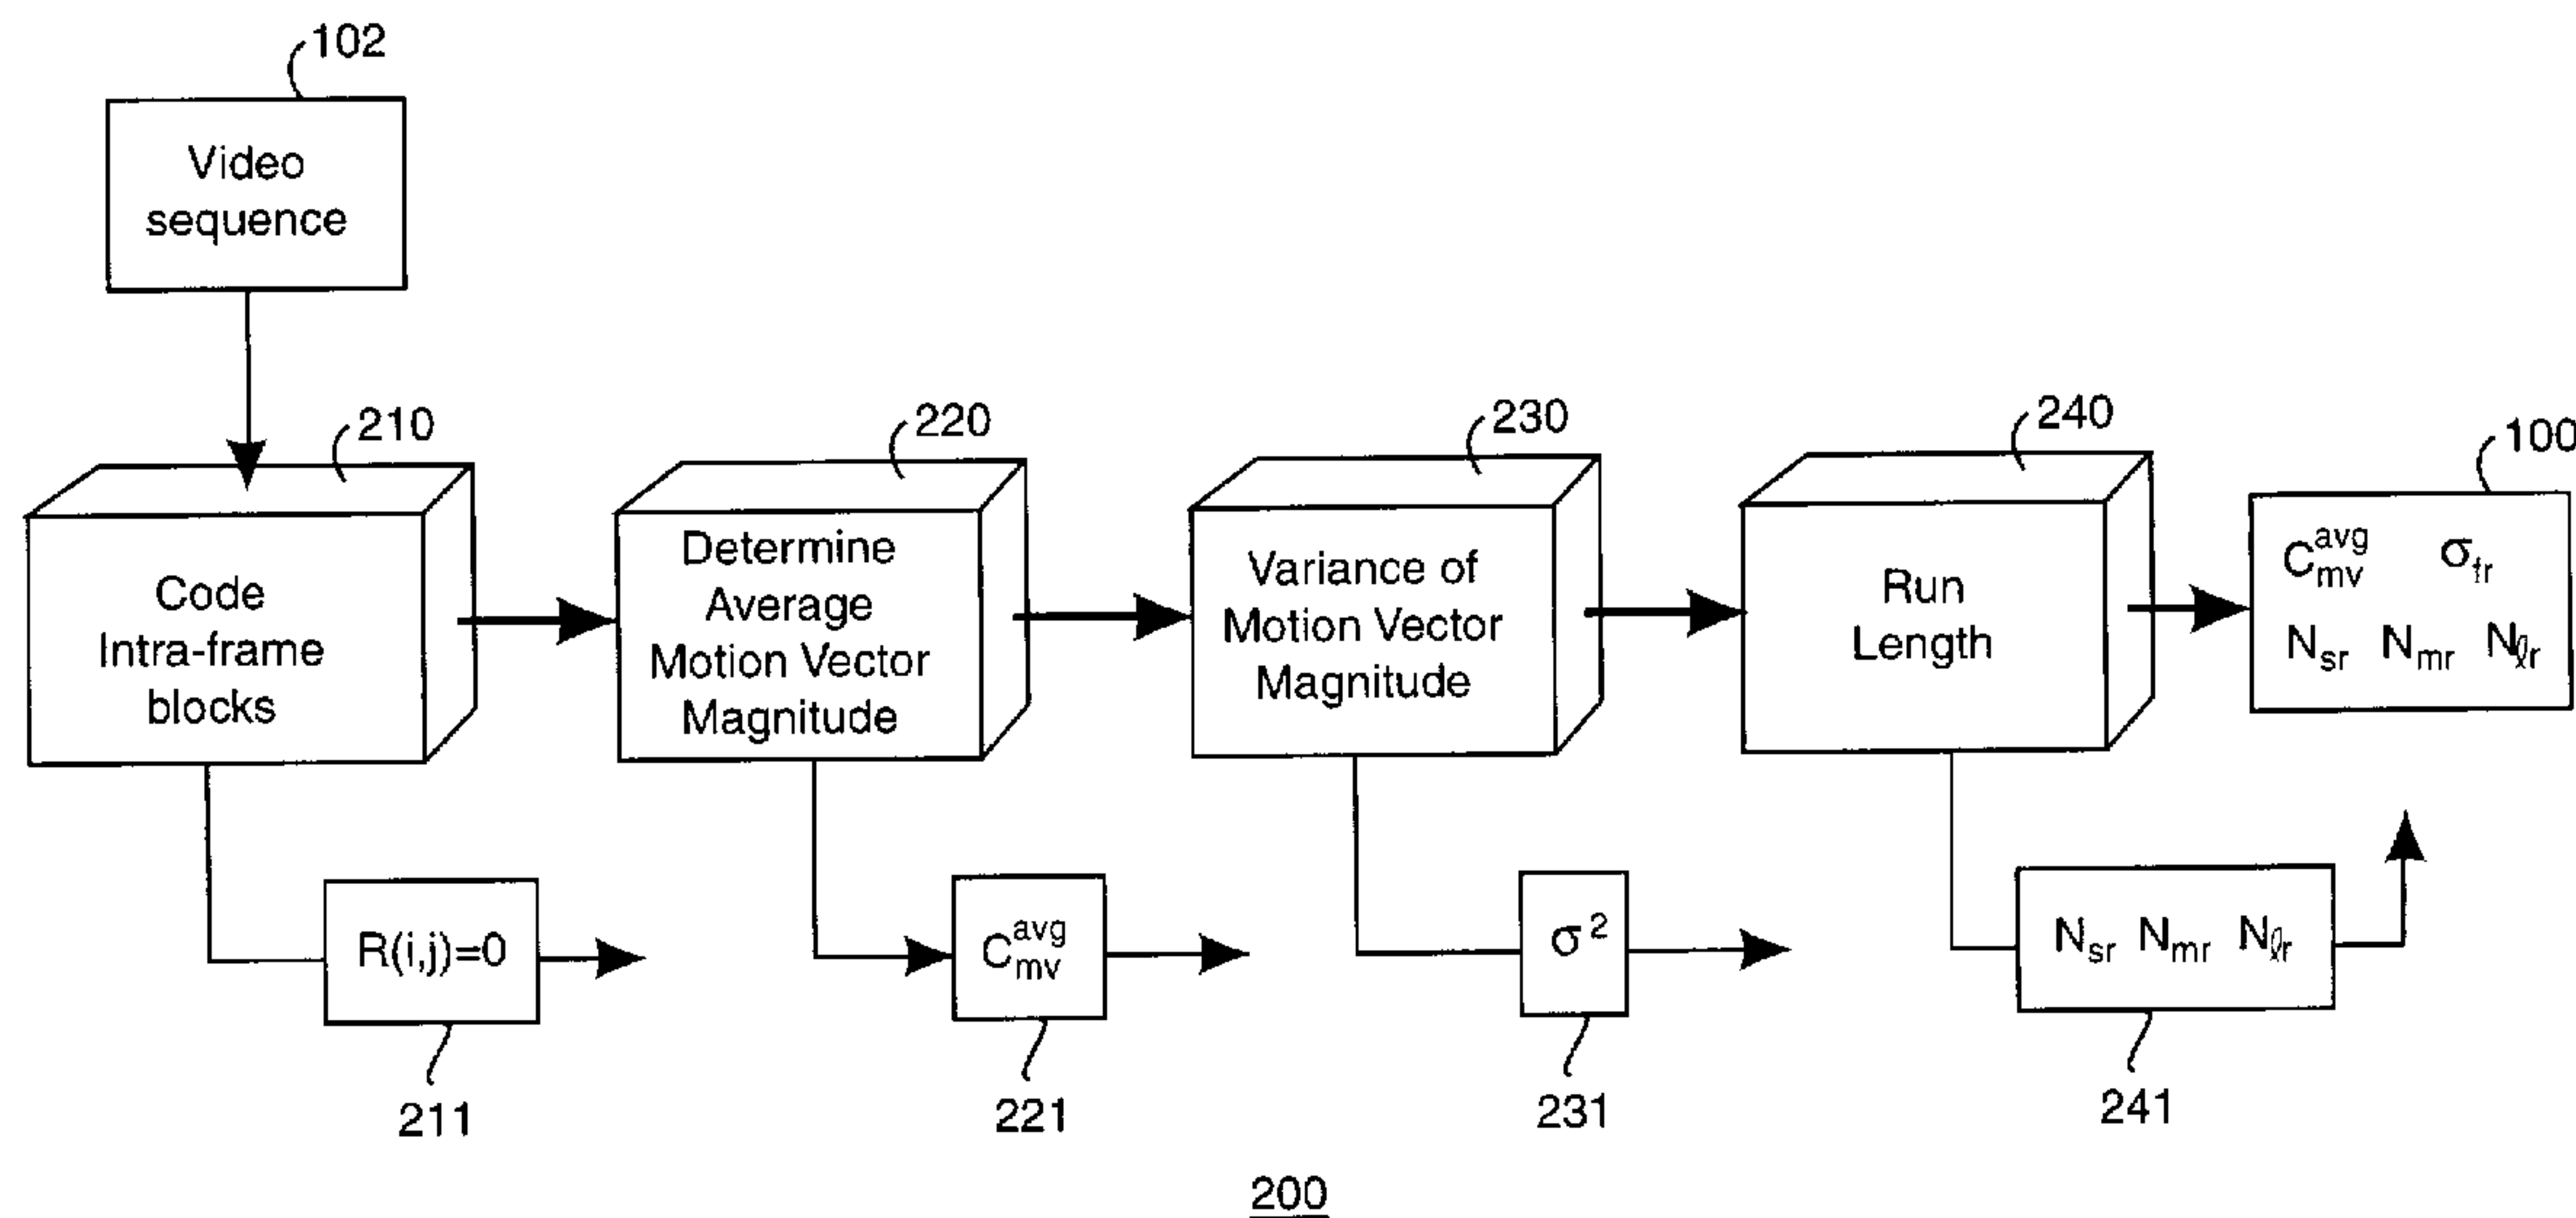 102
Video
sequence
210
220
230
240
100
Code
Intra-frame
blocks
Determine
Average
Motion Vector
Magnitude
Variance of
Motion Vector
Magnitude
Run
Length
C_mv^avg σ_fr
N_sr N_mr N_ℓr
R(i,j)=0
C_mv^avg
σ²
N_sr N_mr N_ℓr
211
221
231
241
200